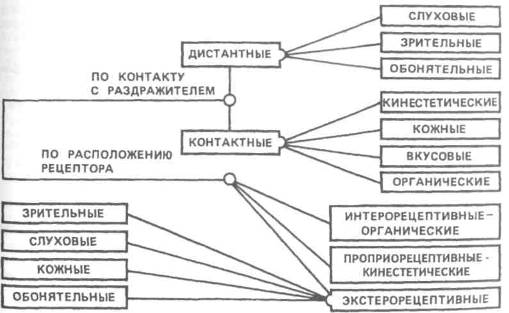 СЛУХОВЫЕ
ДИСТАНТНЫЕ
ЗРИТЕЛЬНЫЕ
ОБОНЯТЕЛЬНЫЕ
ПО КОНТАКТУ
С РАЗДРАЖИТЕЛЕМ
КИНЕСТЕТИЧЕСКИЕ
КОЖНЫЕ
КОНТАКТНЫЕ
ВКУСОВЫЕ
ОРГАНИЧЕСКИЕ
ПО РАСПОЛОЖЕНИЮ
РЕЦЕПТОРА
ЗРИТЕЛЬНЫЕ
СЛУХОВЫЕ
КОЖНЫЕ
ОБОНЯТЕЛЬНЫЕ
ИНТЕРОРЕЦЕПТИВНЫЕ–
ОРГАНИЧЕСКИЕ
ПРОПРИОРЕЦЕПТИВНЫЕ-
КИНЕСТЕТИЧЕСКИЕ
ЭКСТЕРОРЕЦЕПТИВНЫЕ